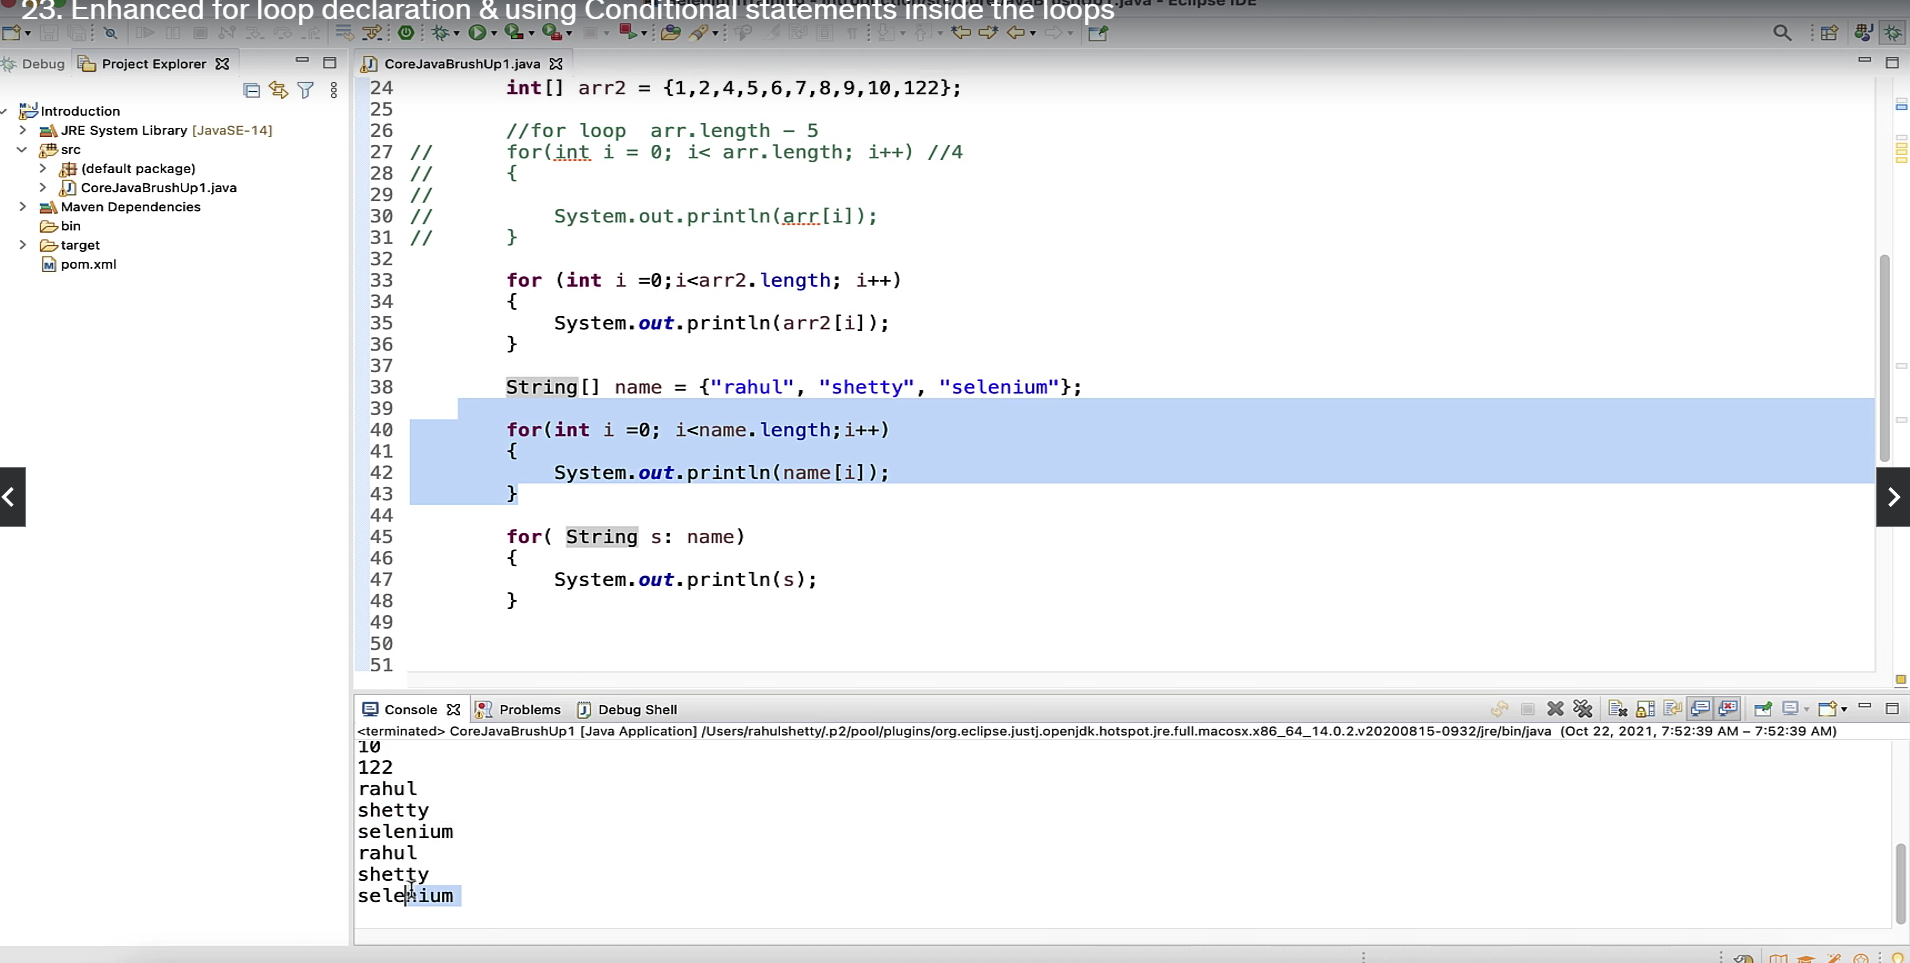 23. Enhanced for loop declaration & using Conditional statements inside the loops
Debug
Project Explorer
CoreJavaBrushUp1.java
Introduction
JRE System Library [JavaSE-14]
src
(default package)
CoreJavaBrushUp1.java
Maven Dependencies
bin
target
pom.xml
24 int[] arr2 = {1,2,4,5,6,7,8,9,10,122};
25
26 //for loop arr.length – 5
27 // for(int i = 0; i< arr.length; i++) //4
28 // {
29 //
30 // System.out.println(arr[i]);
31 // }
32
33 for (int i =0;i<arr2.length; i++)
34 {
35 System.out.println(arr2[i]);
36 }
37
38 String[] name = {"rahul", "shetty", "selenium"};
39
40 for(int i =0; i<name.length;i++)
41 {
42 System.out.println(name[i]);
43 }
44
45 for( String s: name)
46 {
47 System.out.println(s);
48 }
49
50
51
Console Problems Debug Shell
<terminated> CoreJavaBrushUp1 [Java Application] /Users/rahulshetty/.p2/pool/plugins/org.eclipse.justj.openjdk.hotspot.jre.full.macosx.x86_64_14.0.2.v20200815-0932/jre/bin/java (Oct 22, 2021, 7:52:39 AM – 7:52:39 AM)
10
122
rahul
shetty
selenium
rahul
shetty
selenium